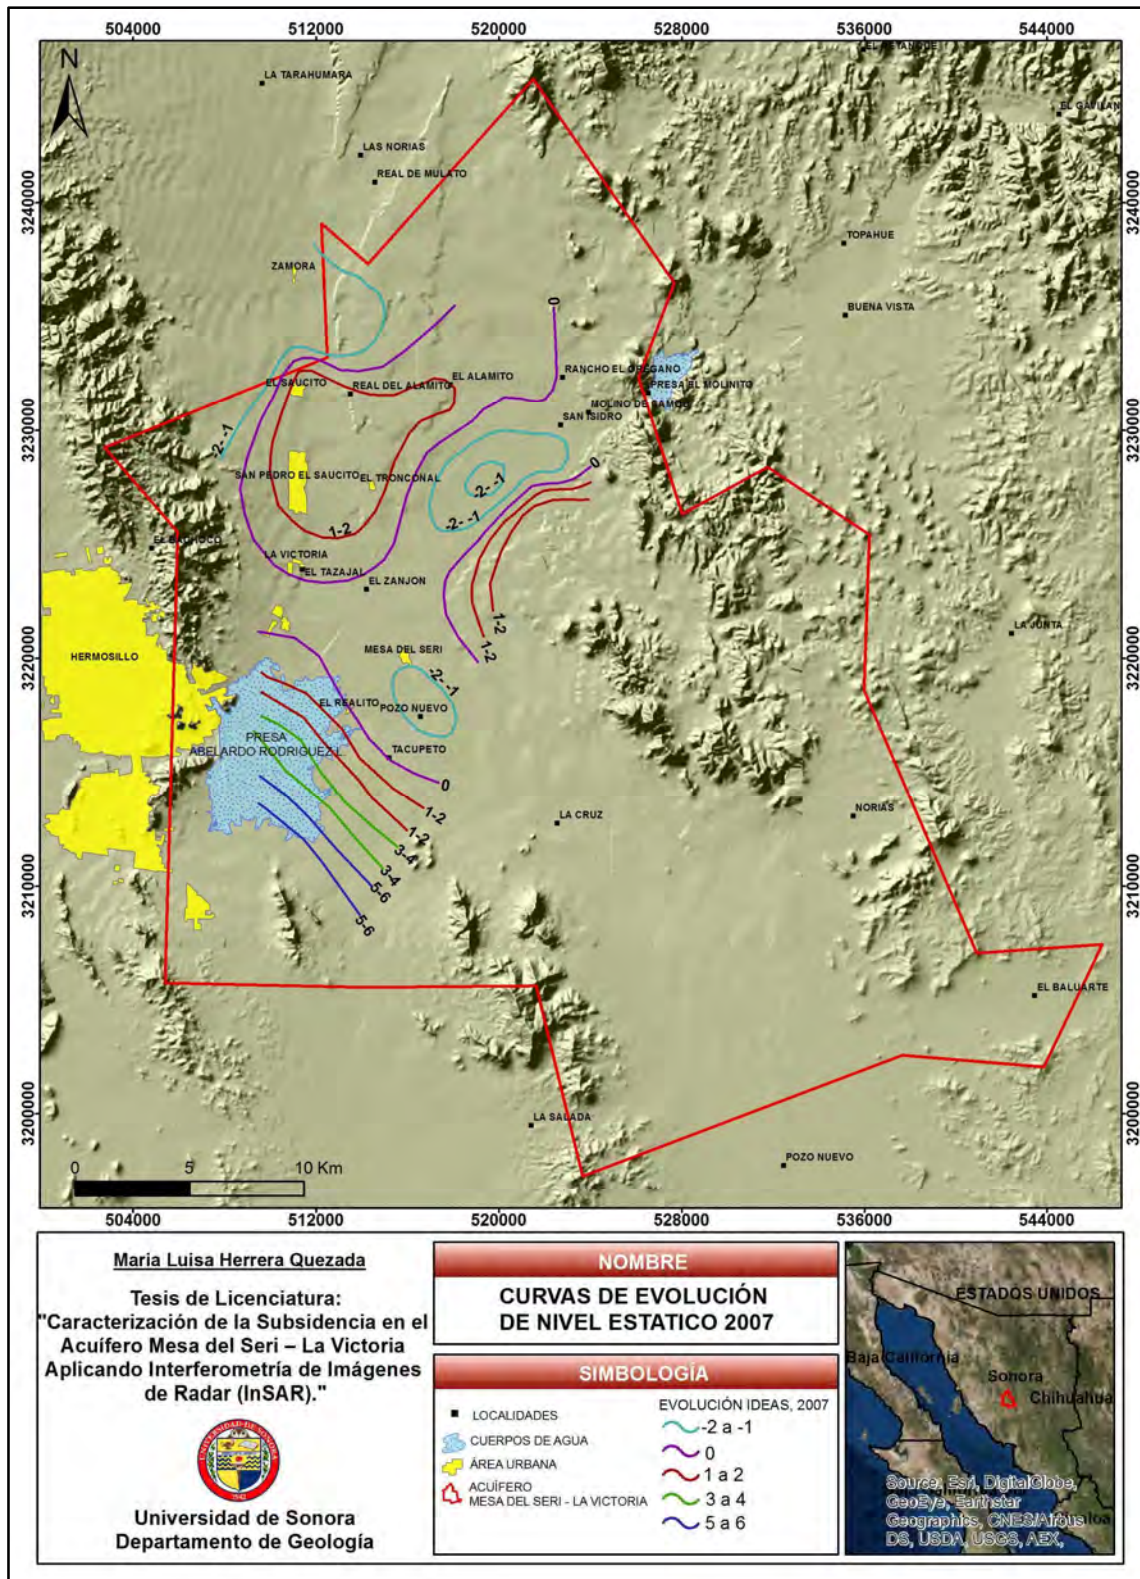 504000 512000 520000 528000 536000 544000
N
LA TARAHUMARA
EL GAVILAN
LAS NORIAS
REAL DE MULATO
3240000
3240000
TOPAHUE
ZAMORA
BUENA VISTA
0
RANCHO EL OREGANO
EL SAUCITO
REAL DEL ALAMITO
EL ALAMITO
PRESA EL MOLINITO
MOLINO DE CAMOU
SAN ISIDRO
3230000
3230000
-2- -1
SAN PEDRO EL SAUCITO
EL TRONCONAL
0
-2- -1
-2- -1
1-2
EL BACHOCO
LA VICTORIA
EL TAZAJAL
EL ZANJON
1-2
1-2
LA JUNTA
3220000
3220000
HERMOSILLO
MESA DEL SERI
-2- -1
EL REALITO
POZO NUEVO
PRESA
ABELARDO RODRIGUEZ L.
TACUPETO
0
1-2
1-2
LA CRUZ
NORIAS
3-4
3-4
5-6
5-6
3210000
3210000
EL BALUARTE
3200000
3200000
LA SALADA
POZO NUEVO
0 5 10 Km
504000 512000 520000 528000 536000 544000
Maria Luisa Herrera Quezada
Tesis de Licenciatura:
"Caracterización de la Subsidencia en el
Acuífero Mesa del Seri – La Victoria
Aplicando Interferometría de Imágenes
de Radar (InSAR)."
UNIVERSIDAD DE SONORA
1942
Universidad de Sonora
Departamento de Geología
NOMBRE
CURVAS DE EVOLUCIÓN
DE NIVEL ESTATICO 2007
SIMBOLOGÍA
LOCALIDADES
CUERPOS DE AGUA
ÁREA URBANA
ACUÍFERO
MESA DEL SERI - LA VICTORIA
EVOLUCIÓN IDEAS, 2007
-2 a -1
0
1 a 2
3 a 4
5 a 6
ESTADOS UNIDOS
Baja California
Sonora
Chihuahua
Source: Esri, DigitalGlobe,
GeoEye, Earthstar
Geographics, CNES/Airbus
DS, USDA, USGS, AEX,